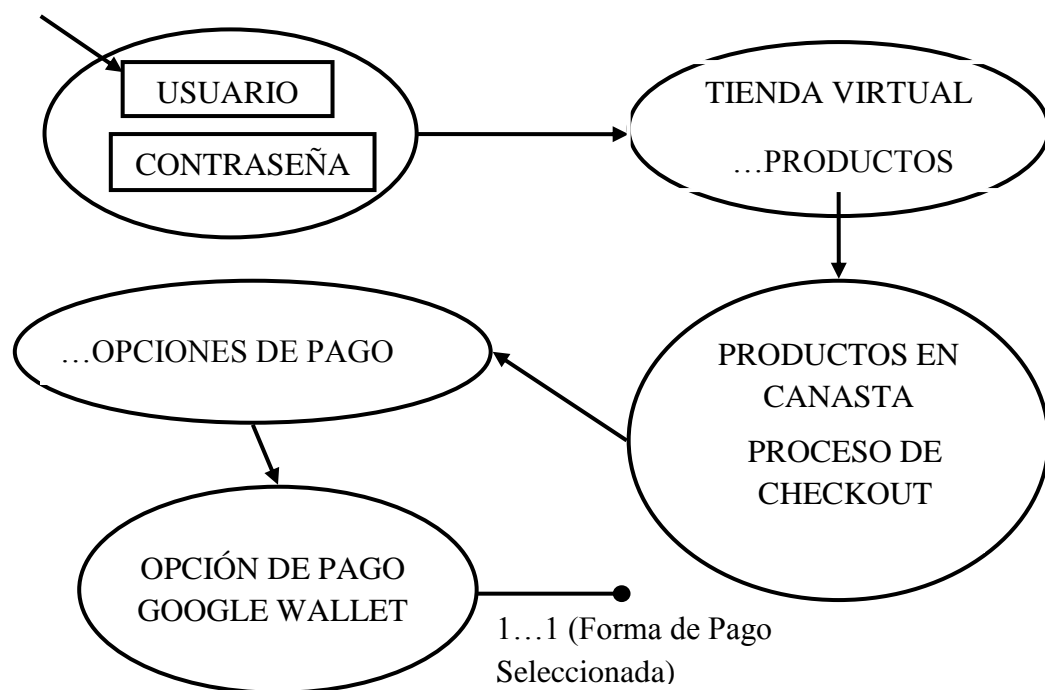 USUARIO
CONTRASEÑA
TIENDA VIRTUAL
…PRODUCTOS
PRODUCTOS EN
CANASTA
PROCESO DE
CHECKOUT
…OPCIONES DE PAGO
OPCIÓN DE PAGO
GOOGLE WALLET
1…1 (Forma de Pago
Seleccionada)